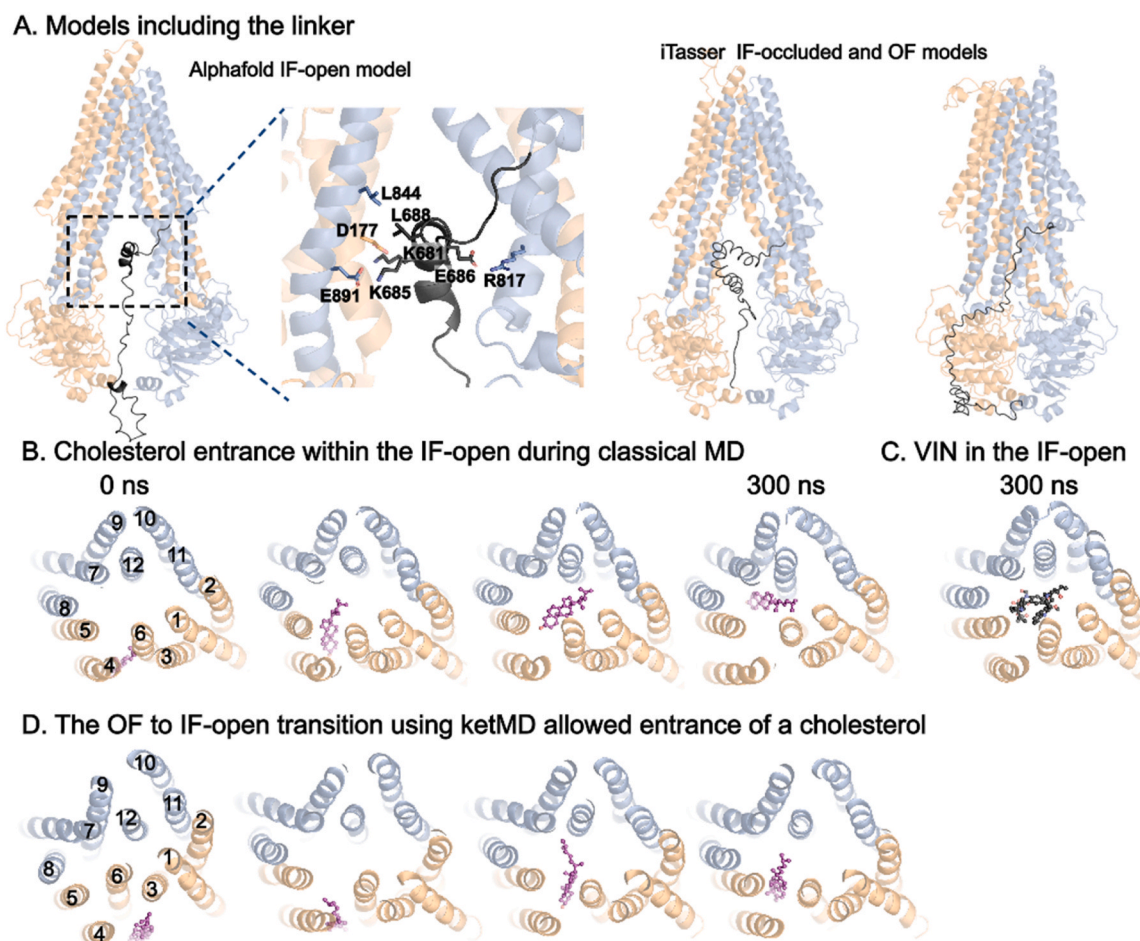 A. Models including the linker
Alphafold IF-open model
iTasser IF-occluded and OF models
L844
L688
D177
K681
E686
R817
E891
K685
B. Cholesterol entrance within the IF-open during classical MD
C. VIN in the IF-open
0 ns
300 ns
300 ns
9
10
11
12
7
2
8
1
5
6
3
4
D. The OF to IF-open transition using ketMD allowed entrance of a cholesterol
10
9
11
12
2
7
1
8
6
3
5
4